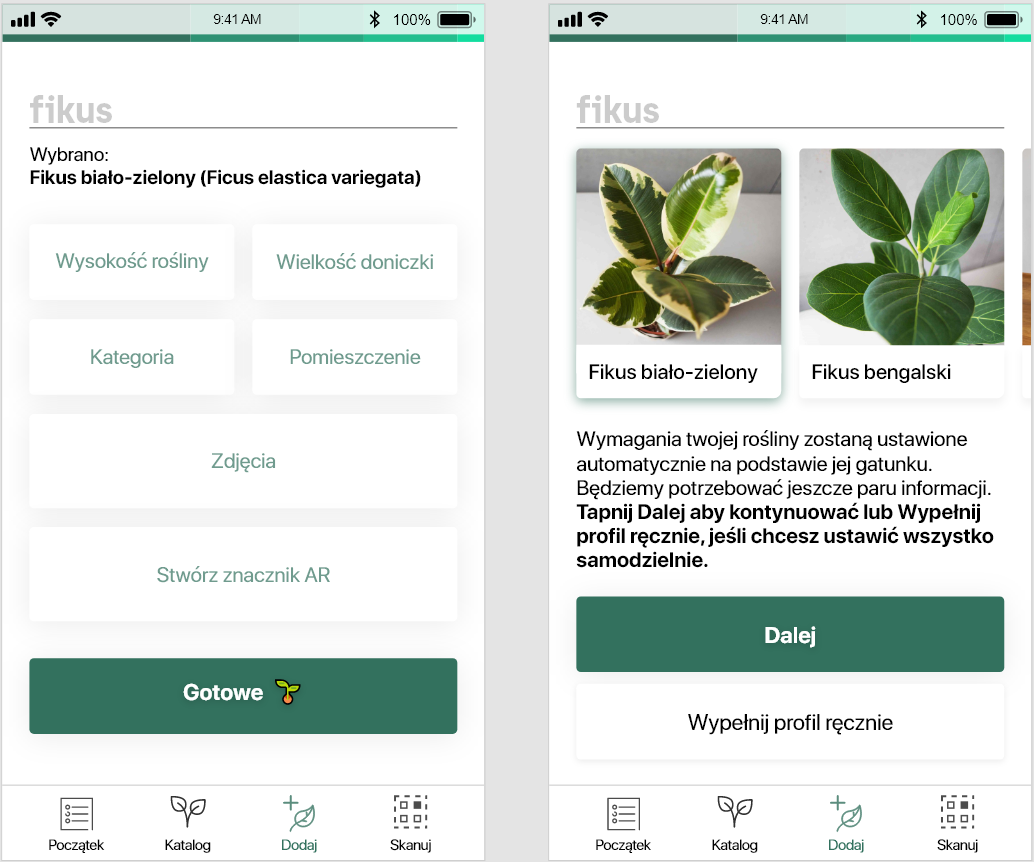 9:41 AM
100%
fikus
Wybrano:
Fikus biało-zielony (Ficus elastica variegata)
Wysokość rośliny
Wielkość doniczki
Kategoria
Pomieszczenie
Zdjęcia
Stwórz znacznik AR
Gotowe
Początek
Katalog
Dodaj
Skanuj
9:41 AM
100%
fikus
Fikus biało-zielony
Fikus bengalski
Wymagania twojej rośliny zostaną ustawione
automatycznie na podstawie jej gatunku.
Będziemy potrzebować jeszcze paru informacji.
Tapnij Dalej aby kontynuować lub Wypełnij
profil ręcznie, jeśli chcesz ustawić wszystko
samodzielnie.
Dalej
Wypełnij profil ręcznie
Początek
Katalog
Dodaj
Skanuj